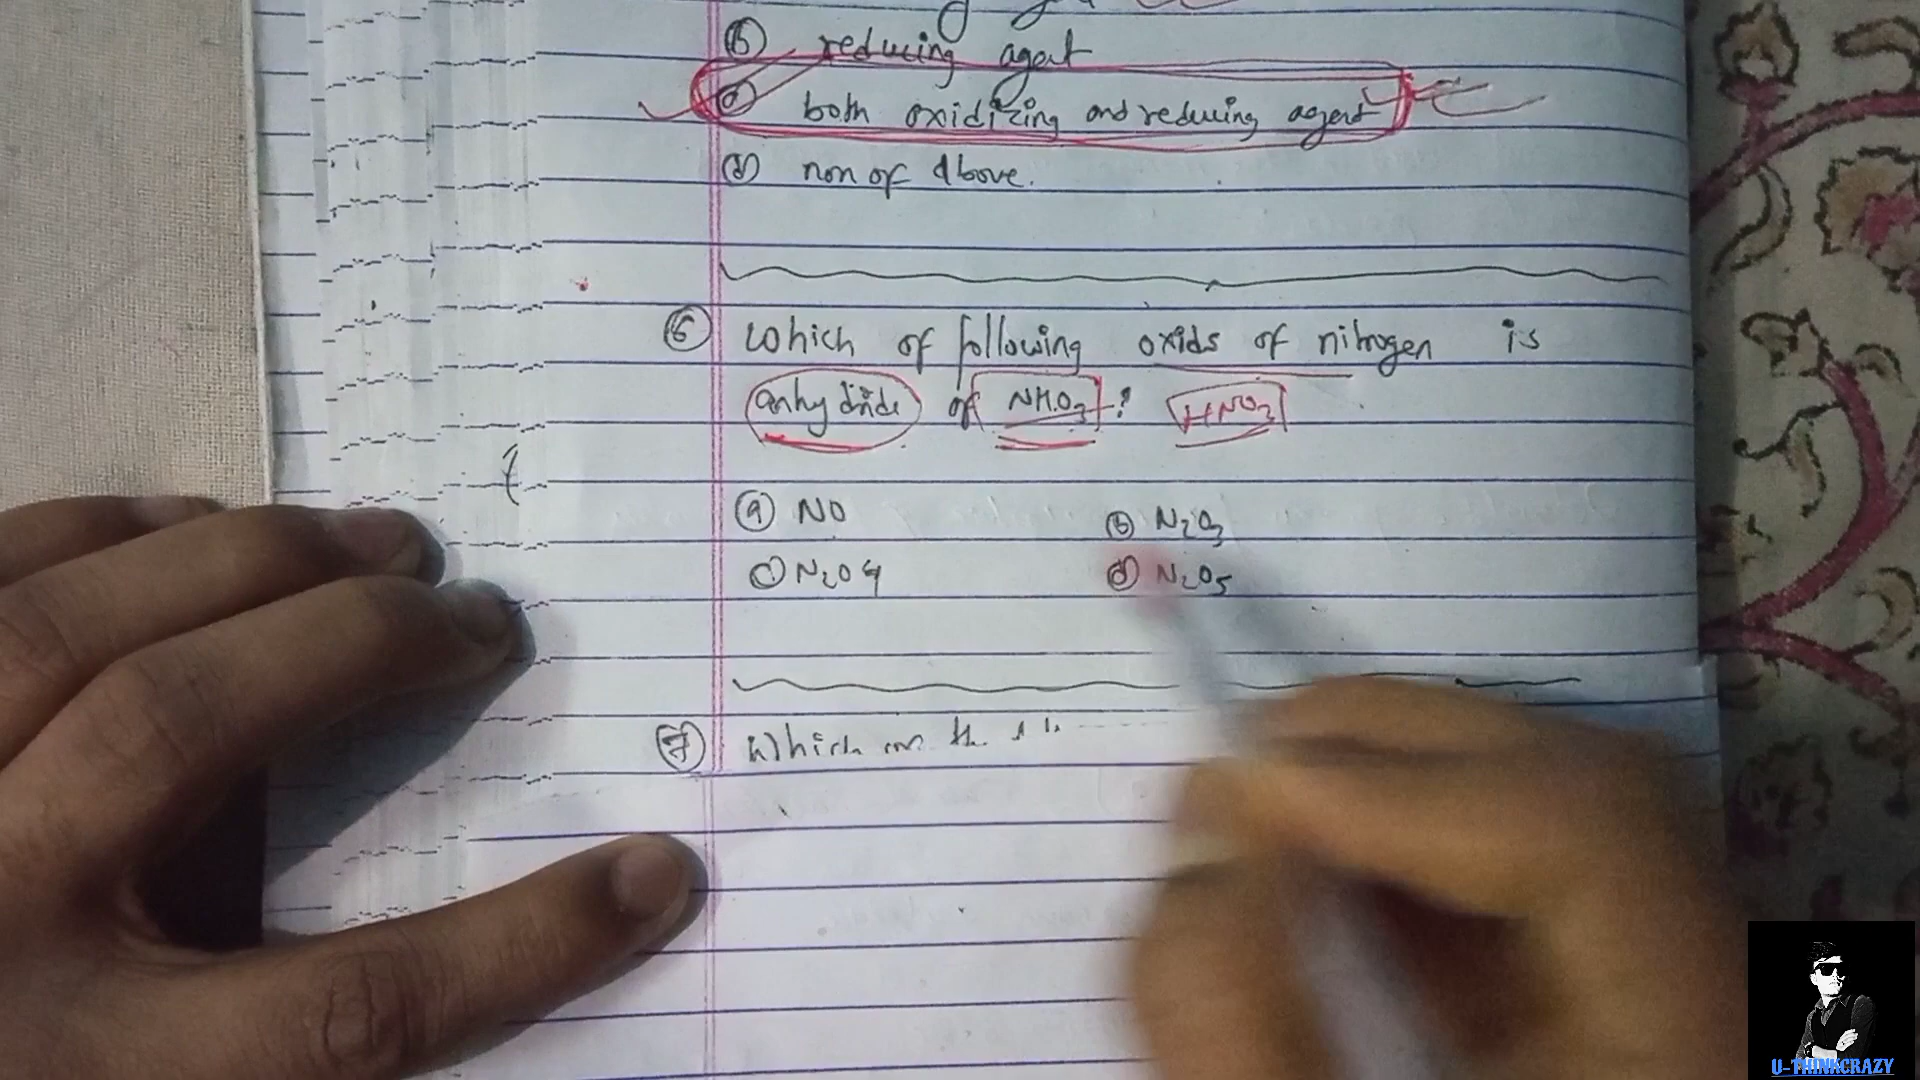 (b) reducing agent
(c) both oxidizing and reducing agent
(d) non of above.
(6) Which of following oxids of nitrogen is
anhydride of NHO3? HNO3
(a) NO (b) N2O3
(c) N2O4 (d) N2O5
(7) Which
U-THINKCRAZY